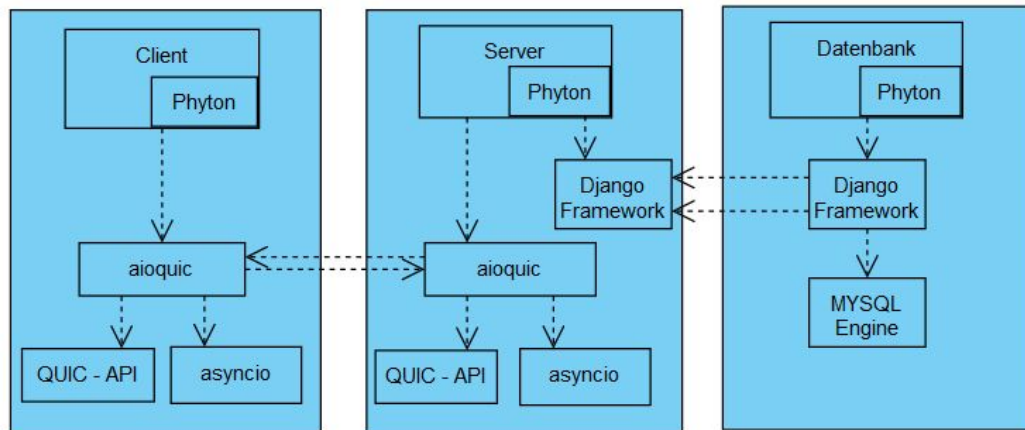 Client
Phyton
aioquic
QUIC - API
asyncio
Server
Phyton
Django
Framework
aioquic
QUIC - API
asyncio
Datenbank
Phyton
Django
Framework
MYSQL
Engine